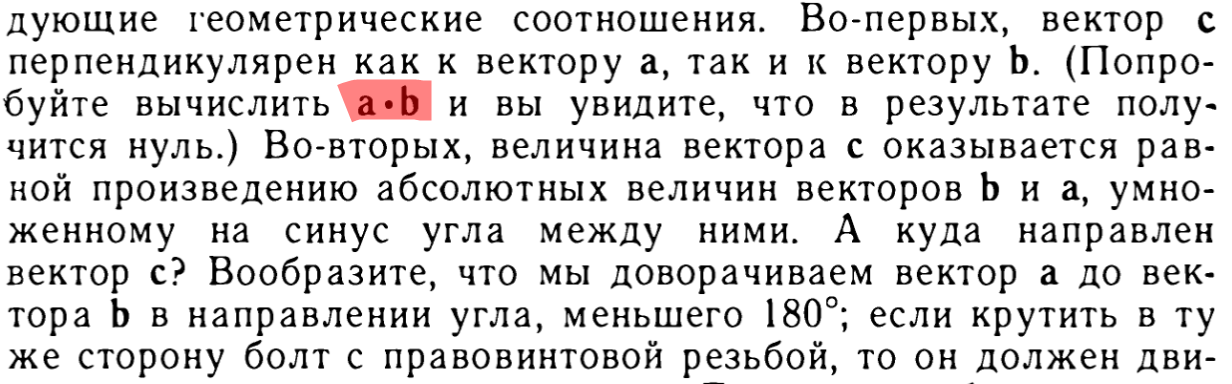 дующие геометрические соотношения. Во-первых, вектор c
перпендикулярен как к вектору a, так и к вектору b. (Попро-
буйте вычислить a•b и вы увидите, что в результате полу-
чится нуль.) Во-вторых, величина вектора c оказывается рав-
ной произведению абсолютных величин векторов b и a, умно-
женному на синус угла между ними. А куда направлен
вектор c? Вообразите, что мы доворачиваем вектор a до век-
тора b в направлении угла, меньшего 180°; если крутить в ту
же сторону болт с правовинтовой резьбой, то он должен дви-